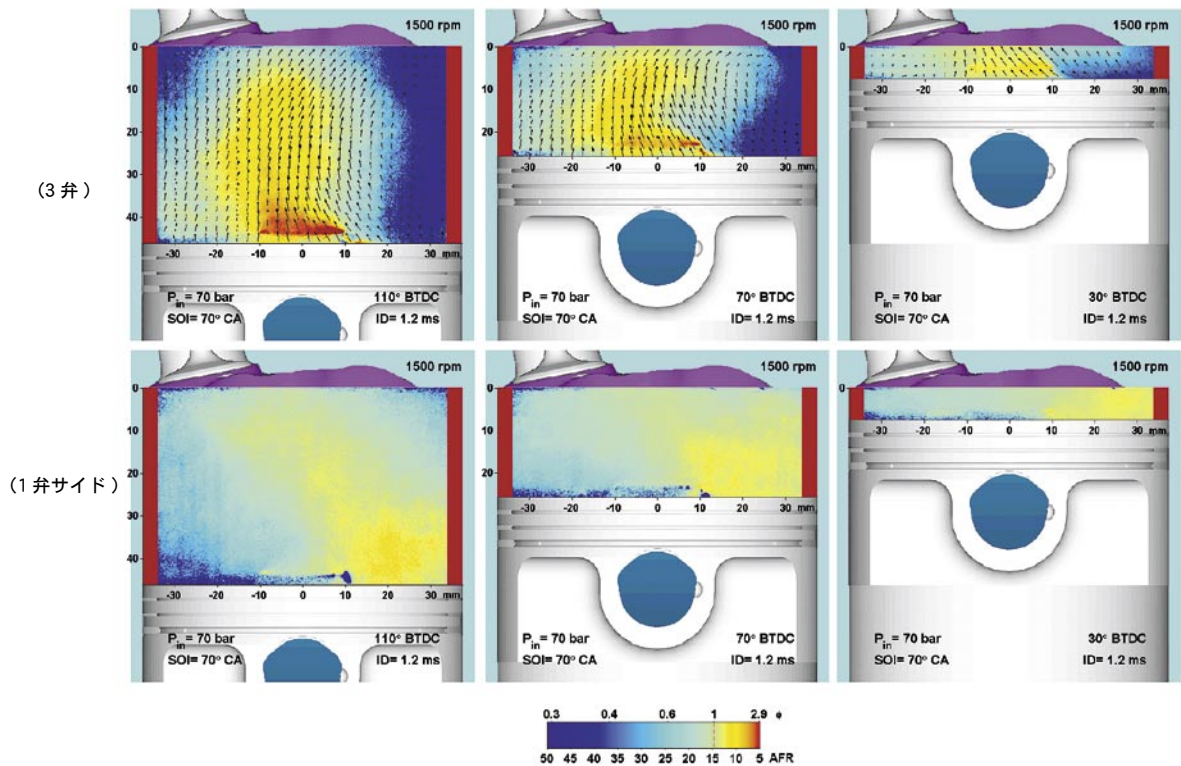 1500 rpm
0
10
20
30
40
-30 -20 -10 0 10 20 30 mm
P_in = 70 bar 110° BTDC
SOI= 70° CA ID= 1.2 ms
1500 rpm
0
10
20
-30 -20 -10 0 10 20 30 mm
P_in = 70 bar 70° BTDC
SOI= 70° CA ID= 1.2 ms
1500 rpm
0
-30 -20 -10 0 10 20 30 mm
P_in = 70 bar 30° BTDC
SOI= 70° CA ID= 1.2 ms
(3 弁)
1500 rpm
0
10
20
30
40
-30 -20 -10 0 10 20 30 mm
P_in = 70 bar 110° BTDC
SOI= 70° CA ID= 1.2 ms
1500 rpm
0
10
20
-30 -20 -10 0 10 20 30 mm
P_in = 70 bar 70° BTDC
SOI= 70° CA ID= 1.2 ms
1500 rpm
0
-30 -20 -10 0 10 20 30 mm
P_in = 70 bar 30° BTDC
SOI= 70° CA ID= 1.2 ms
(1 弁サイド)
0.3 0.4 0.6 1 2.9 ϕ
50 45 40 35 30 25 20 15 10 5 AFR